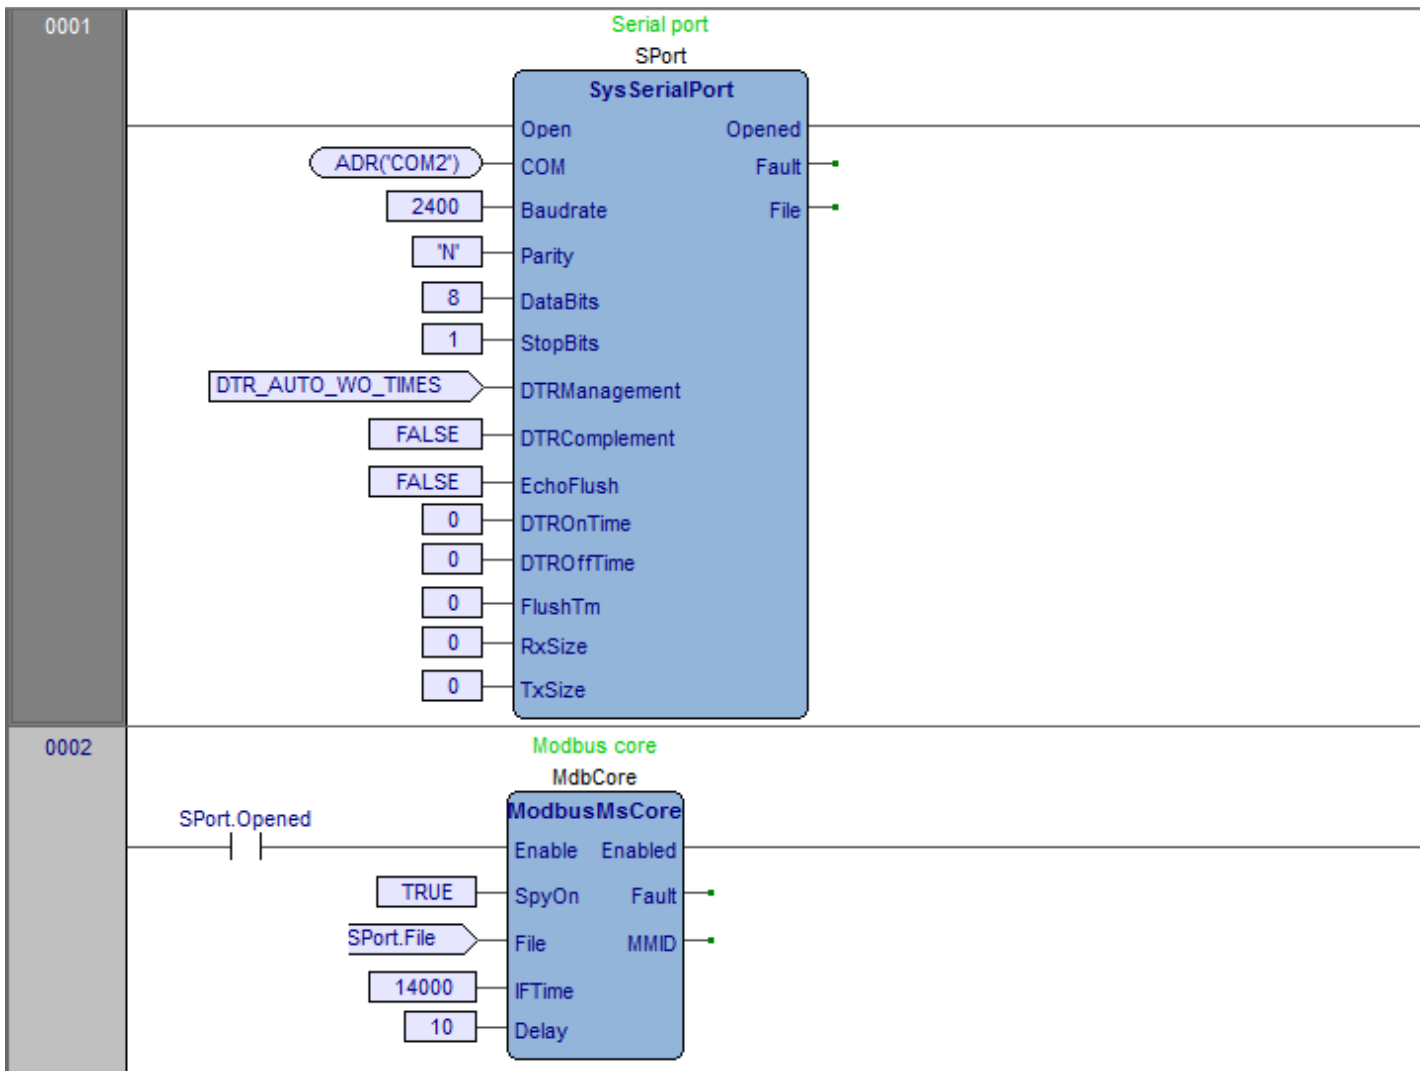 0001
Serial port
SPort
SysSerialPort
Open Opened
ADR('COM2') COM Fault
2400 Baudrate File
'N' Parity
8 DataBits
1 StopBits
DTR_AUTO_WO_TIMES DTRManagement
FALSE DTRComplement
FALSE EchoFlush
0 DTROnTime
0 DTROffTime
0 FlushTm
0 RxSize
0 TxSize
0002
Modbus core
MdbCore
ModbusMsCore
SPort.Opened
Enable Enabled
TRUE SpyOn Fault
SPort.File File MMID
14000 IFTime
10 Delay